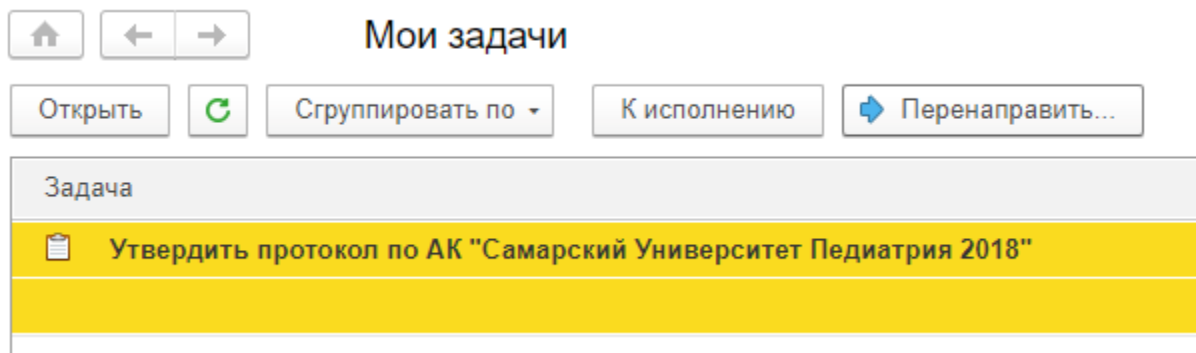 Мои задачи
Открыть Сгруппировать по К исполнению Перенаправить...
Задача
Утвердить протокол по АК "Самарский Университет Педиатрия 2018"